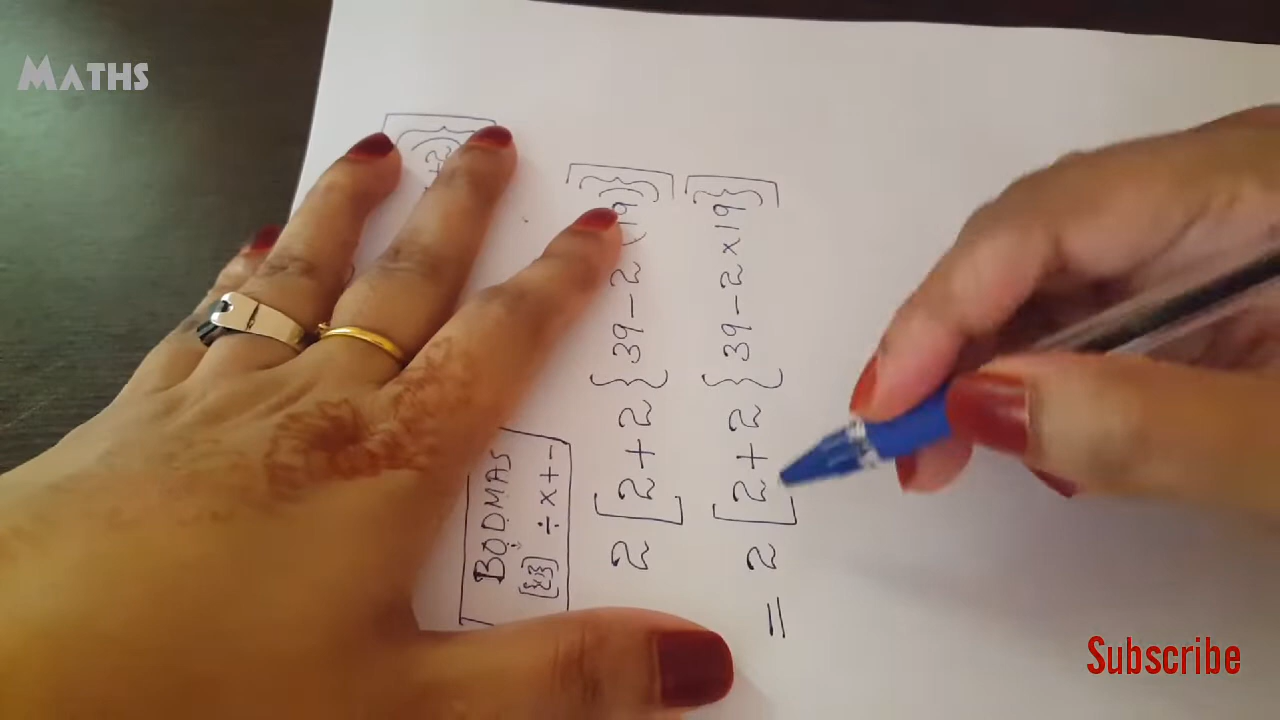 MATHS
BODMAS
[{()}] ÷ × + -
2 [2+2 {39-2 (19)}]
= 2 [2+2 {39-2×19}]
Subscribe